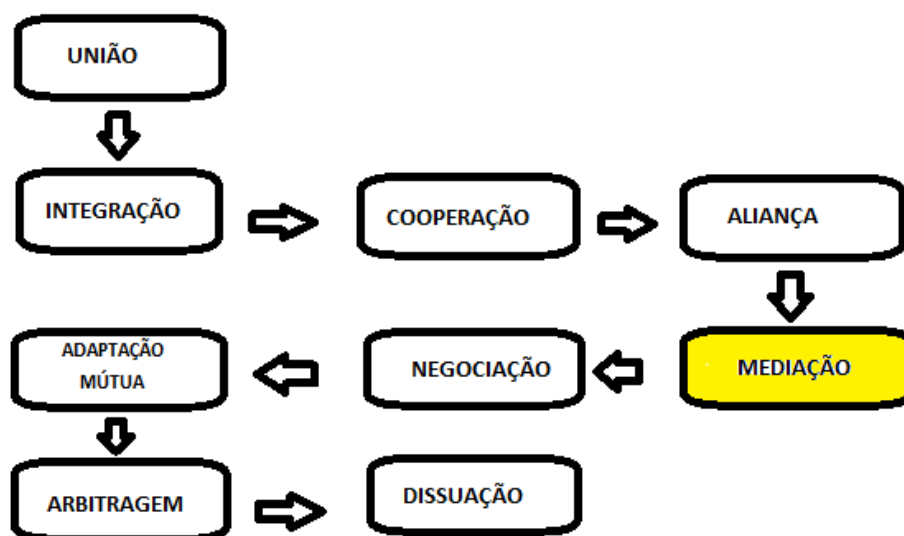 UNIÃO
INTEGRAÇÃO
COOPERAÇÃO
ALIANÇA
MEDIAÇÃO
NEGOCIAÇÃO
ADAPTAÇÃO
MÚTUA
ARBITRAGEM
DISSUAÇÃO